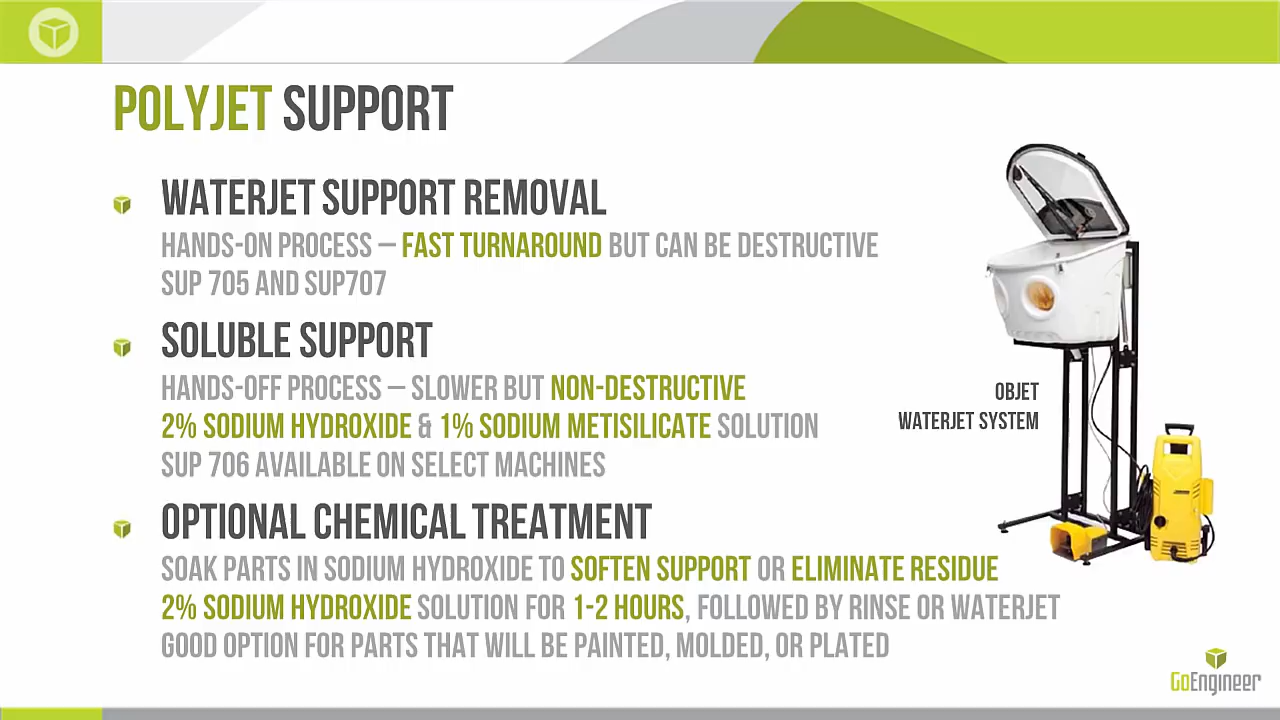 POLYJET SUPPORT
WATERJET SUPPORT REMOVAL
HANDS-ON PROCESS – FAST TURNAROUND BUT CAN BE DESTRUCTIVE
SUP 705 AND SUP707
SOLUBLE SUPPORT
HANDS-OFF PROCESS – SLOWER BUT NON-DESTRUCTIVE
2% SODIUM HYDROXIDE & 1% SODIUM METISILICATE SOLUTION
SUP 706 AVAILABLE ON SELECT MACHINES
OBJET
WATERJET SYSTEM
OPTIONAL CHEMICAL TREATMENT
SOAK PARTS IN SODIUM HYDROXIDE TO SOFTEN SUPPORT OR ELIMINATE RESIDUE
2% SODIUM HYDROXIDE SOLUTION FOR 1-2 HOURS, FOLLOWED BY RINSE OR WATERJET
GOOD OPTION FOR PARTS THAT WILL BE PAINTED, MOLDED, OR PLATED
GoEngineer